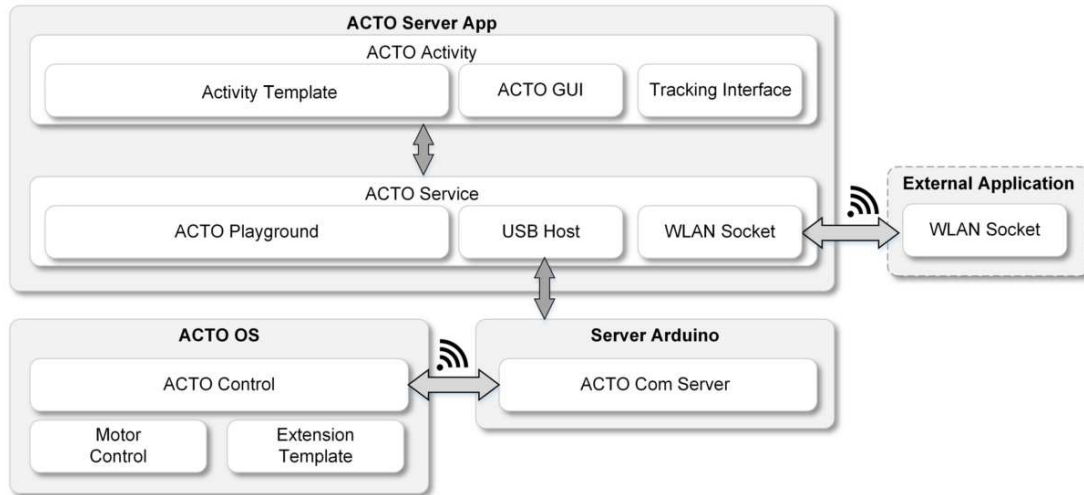 ACTO Server App
ACTO Activity
Activity Template
ACTO GUI
Tracking Interface
ACTO Service
ACTO Playground
USB Host
WLAN Socket
External Application
WLAN Socket
ACTO OS
ACTO Control
Motor
Control
Extension
Template
Server Arduino
ACTO Com Server